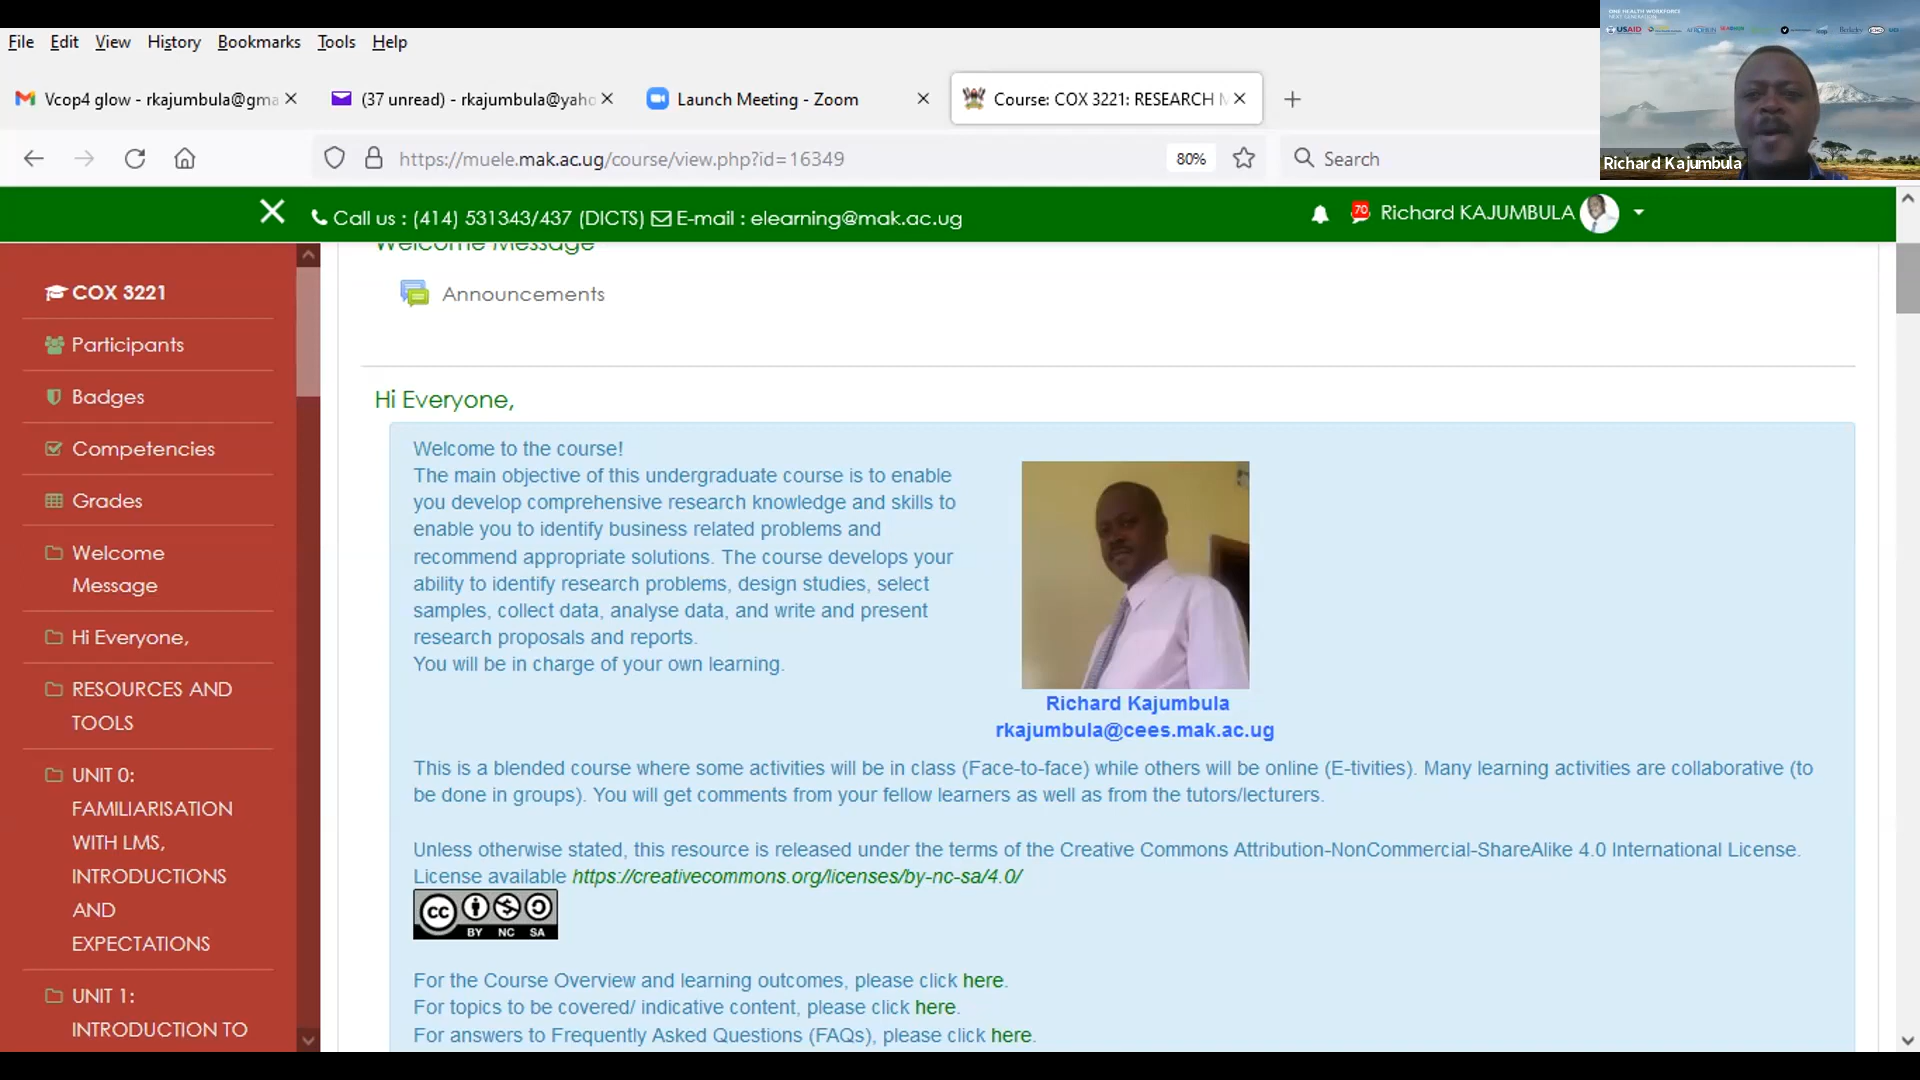 File Edit View History Bookmarks Tools Help
ONE HEALTH WORKFORCE
NEXT GENERATION
USAID
Berkeley
Vcop4 glow - rkajumbula@gma
(37 unread) - rkajumbula@yaho
Launch Meeting - Zoom
Course: COX 3221: RESEARCH M
https://muele.mak.ac.ug/course/view.php?id=16349
80%
Search
Richard Kajumbula
Call us : (414) 531343/437 (DICTS) E-mail : elearning@mak.ac.ug
70 Richard KAJUMBULA
COX 3221
Participants
Badges
Competencies
Grades
Welcome
Message
Hi Everyone,
RESOURCES AND
TOOLS
UNIT 0:
FAMILIARISATION
WITH LMS,
INTRODUCTIONS
AND
EXPECTATIONS
UNIT 1:
INTRODUCTION TO
Welcome Message
Announcements
Hi Everyone,
Welcome to the course!
The main objective of this undergraduate course is to enable
you develop comprehensive research knowledge and skills to
enable you to identify business related problems and
recommend appropriate solutions. The course develops your
ability to identify research problems, design studies, select
samples, collect data, analyse data, and write and present
research proposals and reports.
You will be in charge of your own learning.
Richard Kajumbula
rkajumbula@cees.mak.ac.ug
This is a blended course where some activities will be in class (Face-to-face) while others will be online (E-tivities). Many learning activities are collaborative (to
be done in groups). You will get comments from your fellow learners as well as from the tutors/lecturers.
Unless otherwise stated, this resource is released under the terms of the Creative Commons Attribution-NonCommercial-ShareAlike 4.0 International License.
License available https://creativecommons.org/licenses/by-nc-sa/4.0/
CC BY NC SA
For the Course Overview and learning outcomes, please click here.
For topics to be covered/ indicative content, please click here.
For answers to Frequently Asked Questions (FAQs), please click here.